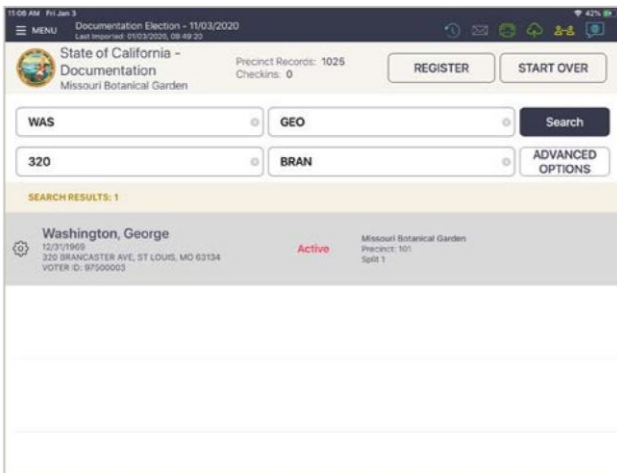 11:06 AM Fri Jan 3
42%
MENU
Documentation Election - 11/03/2020
Last Imported: 01/03/2020, 09:49:20
State of California -
Documentation
Missouri Botanical Garden
Precinct Records: 1025
Checkins: 0
REGISTER
START OVER
WAS
GEO
Search
320
BRAN
ADVANCED
OPTIONS
SEARCH RESULTS: 1
Washington, George
12/31/1969
320 BRANCASTER AVE, ST LOUIS, MO 63134
VOTER ID: 97500003
Active
Missouri Botanical Garden
Precinct: 101
Split 1